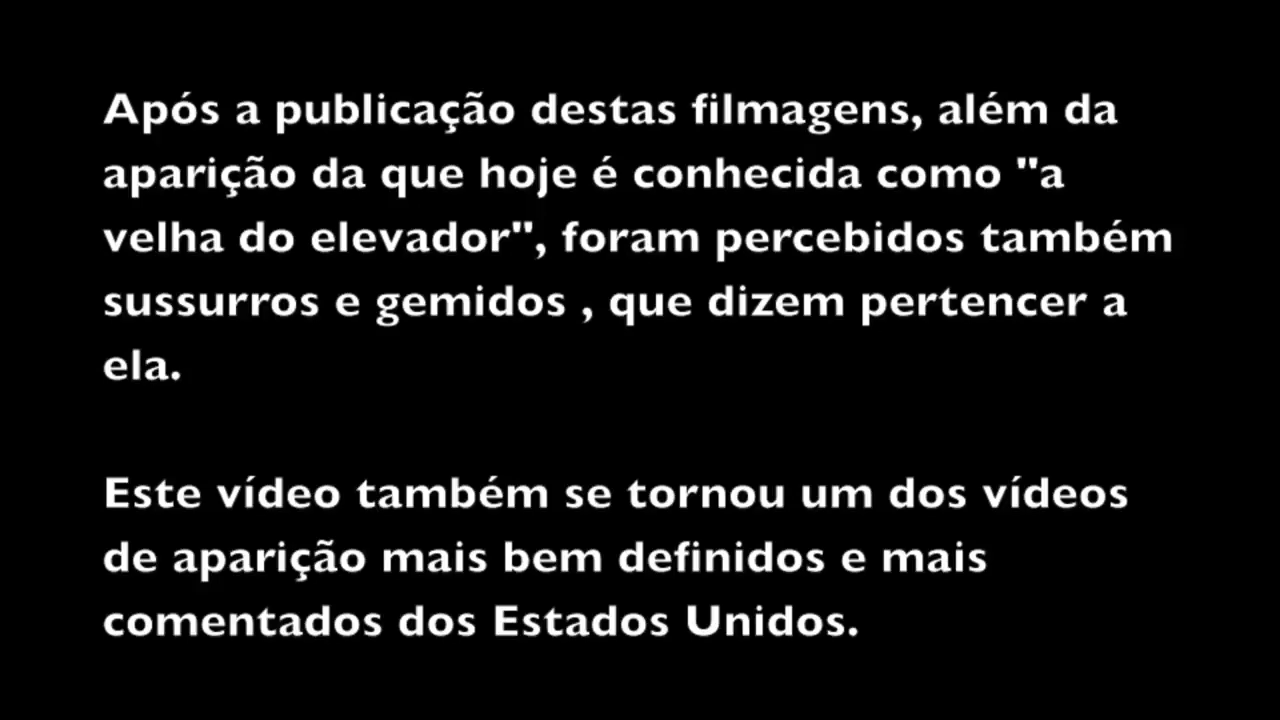 Após a publicação destas filmagens, além da
aparição da que hoje é conhecida como "a
velha do elevador", foram percebidos também
sussurros e gemidos , que dizem pertencer a
ela.
Este vídeo também se tornou um dos vídeos
de aparição mais bem definidos e mais
comentados dos Estados Unidos.